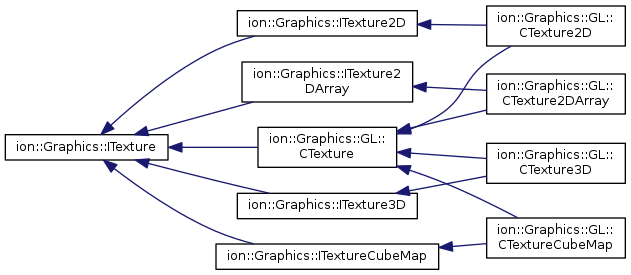 ion::Graphics::ITexture
ion::Graphics::ITexture2D
ion::Graphics::ITexture2
DArray
ion::Graphics::GL::
CTexture
ion::Graphics::ITexture3D
ion::Graphics::ITextureCubeMap
ion::Graphics::GL::
CTexture2D
ion::Graphics::GL::
CTexture2DArray
ion::Graphics::GL::
CTexture3D
ion::Graphics::GL::
CTextureCubeMap